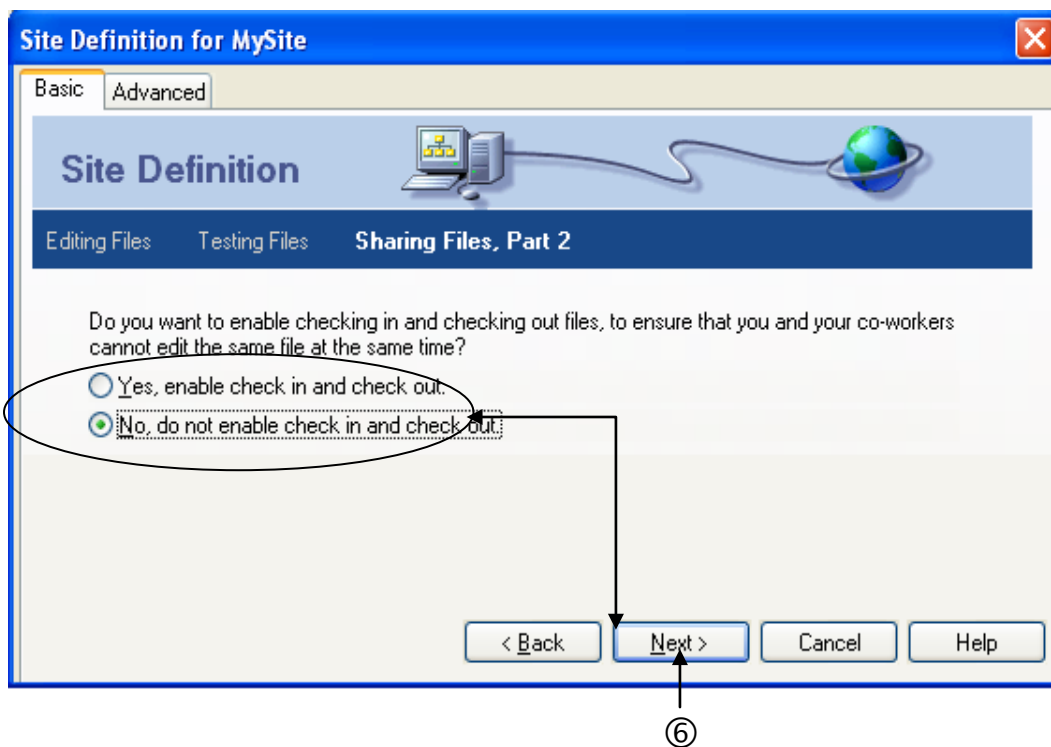 Site Definition for MySite
Basic Advanced
Site Definition
Editing Files Testing Files Sharing Files, Part 2
Do you want to enable checking in and checking out files, to ensure that you and your co-workers
cannot edit the same file at the same time?
Yes, enable check in and check out.
No, do not enable check in and check out.
< Back Next > Cancel Help
⑥